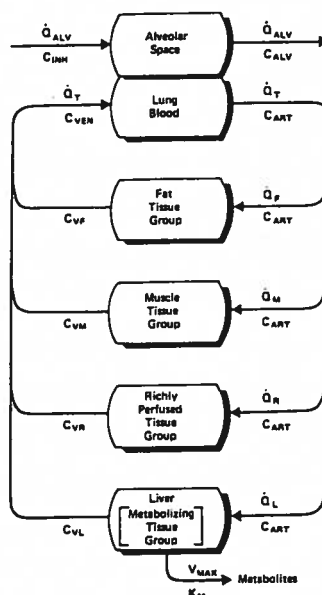 Q̇ALV
CINH
Alveolar
Space
Q̇ALV
CALV
Q̇T
CVEN
Lung
Blood
Q̇T
CART
CVF
Fat
Tissue
Group
Q̇F
CART
CVM
Muscle
Tissue
Group
Q̇M
CART
CVR
Richly
Perfused
Tissue
Group
Q̇R
CART
CVL
Liver
Metabolizing
Tissue
Group
Q̇L
CART
VMAX
Metabolites